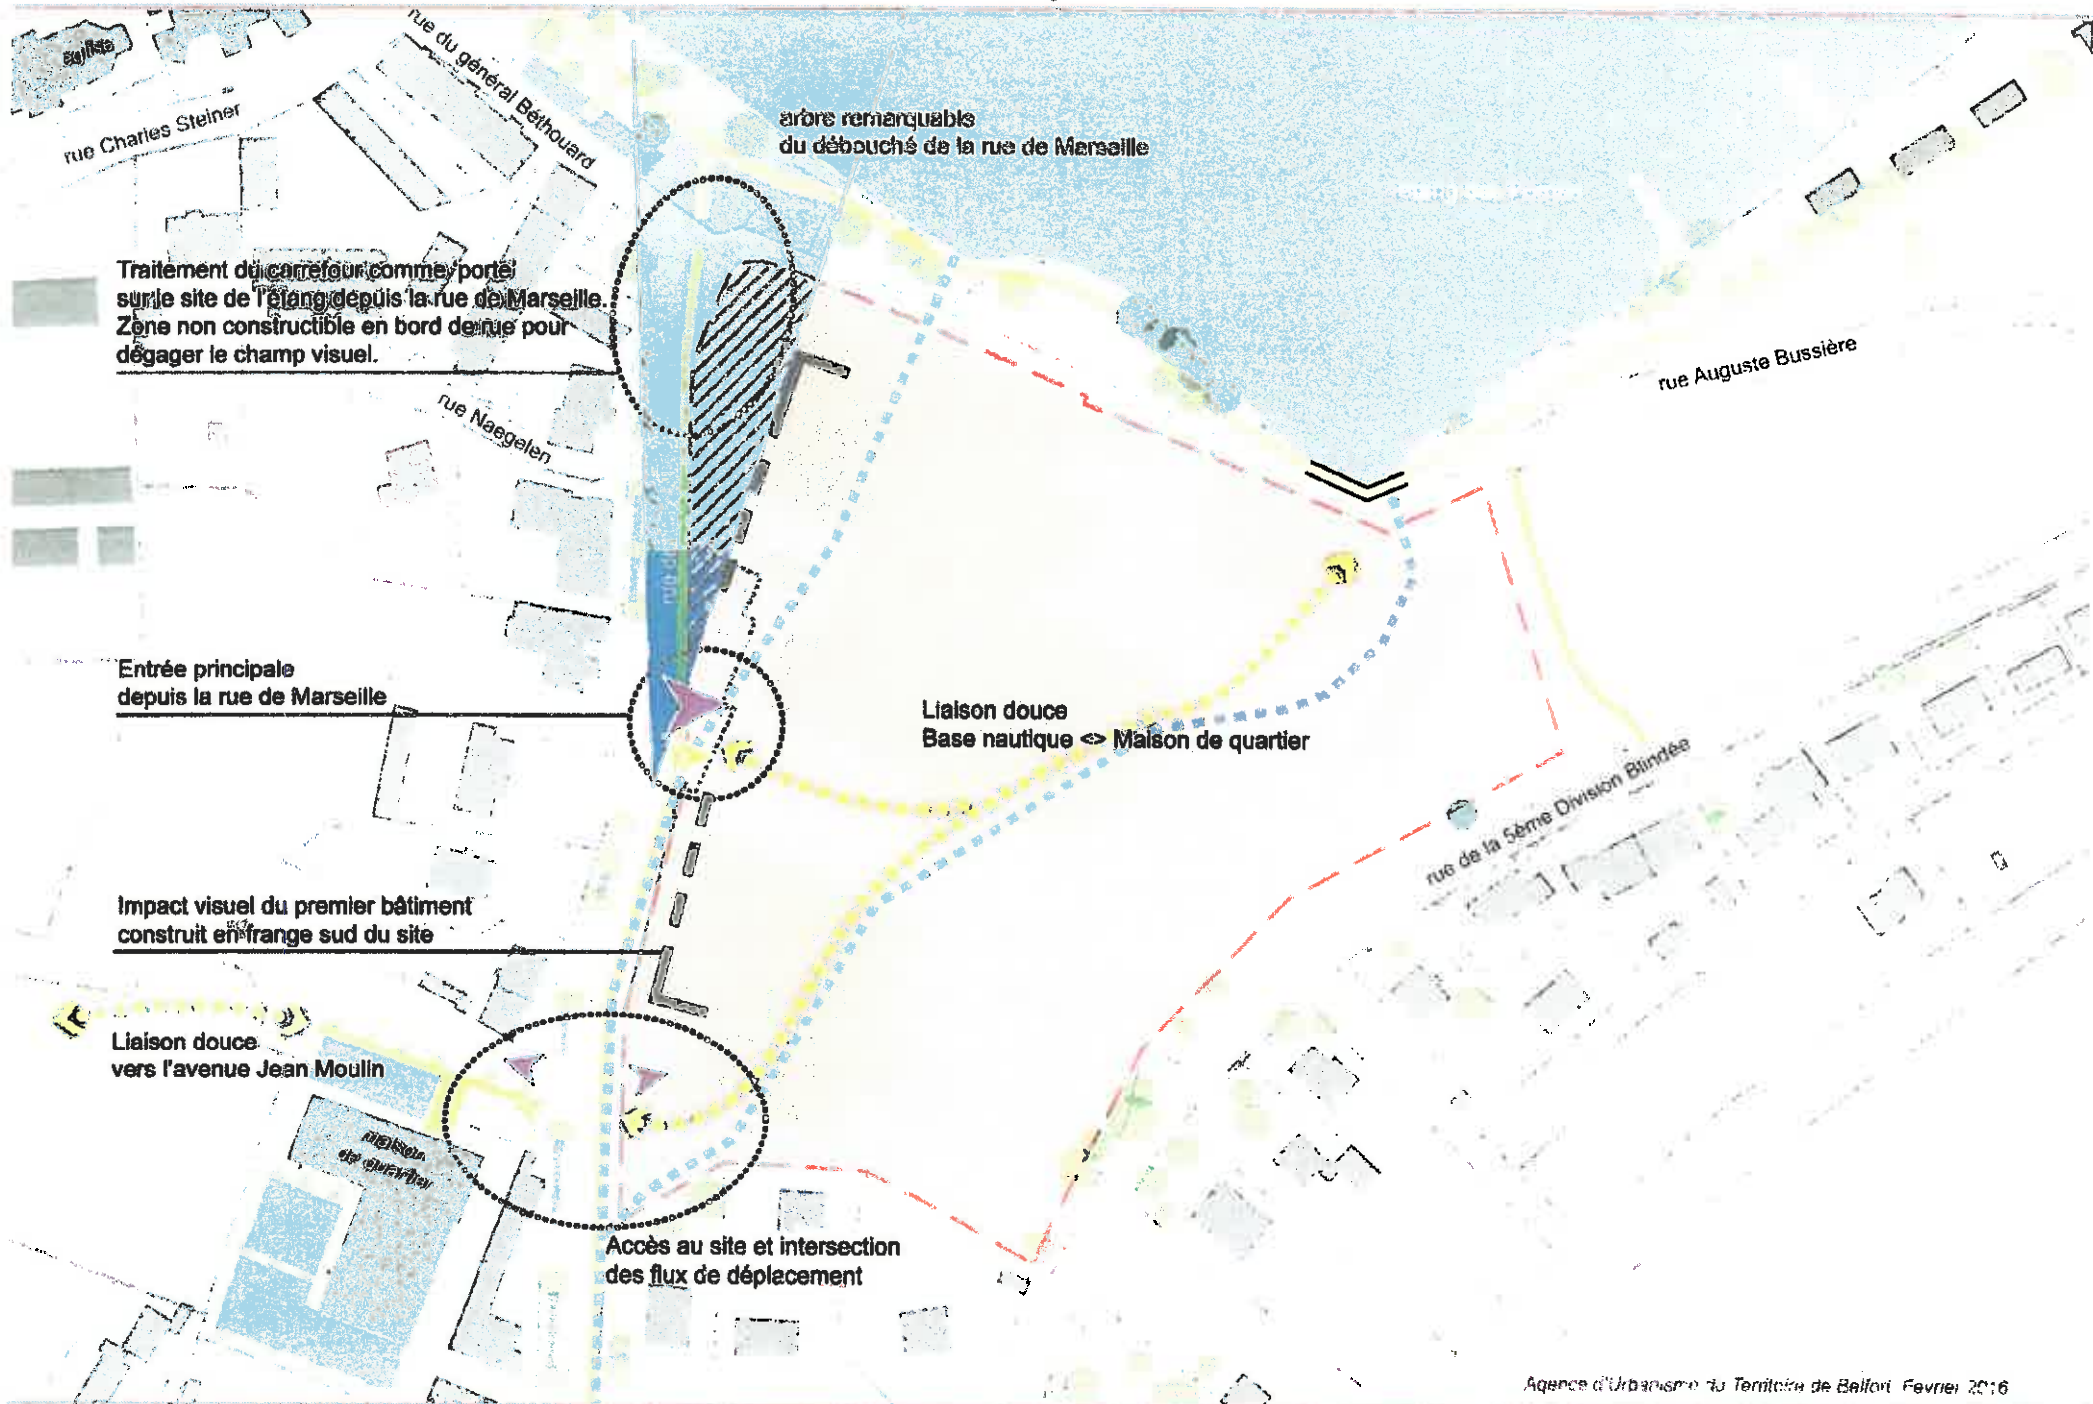 église
rue du général Béthouard
rue Charles Steiner
arbre remarquable
du débouché de la rue de Marseille
Traitement du carrefour comme porte
sur le site de l'étang depuis la rue de Marseille.
Zone non constructible en bord de rue pour
dégager le champ visuel.
rue Auguste Bussière
rue Naegelen
Entrée principale
depuis la rue de Marseille
Liaison douce
Base nautique <> Maison de quartier
rue de la 5ème Division Blindée
Impact visuel du premier bâtiment
construit en frange sud du site
Liaison douce
vers l'avenue Jean Moulin
maison
de quartier
Accès au site et intersection
des flux de déplacement
Agence d'Urbanisme du Territoire de Belfort Fevrier 2016